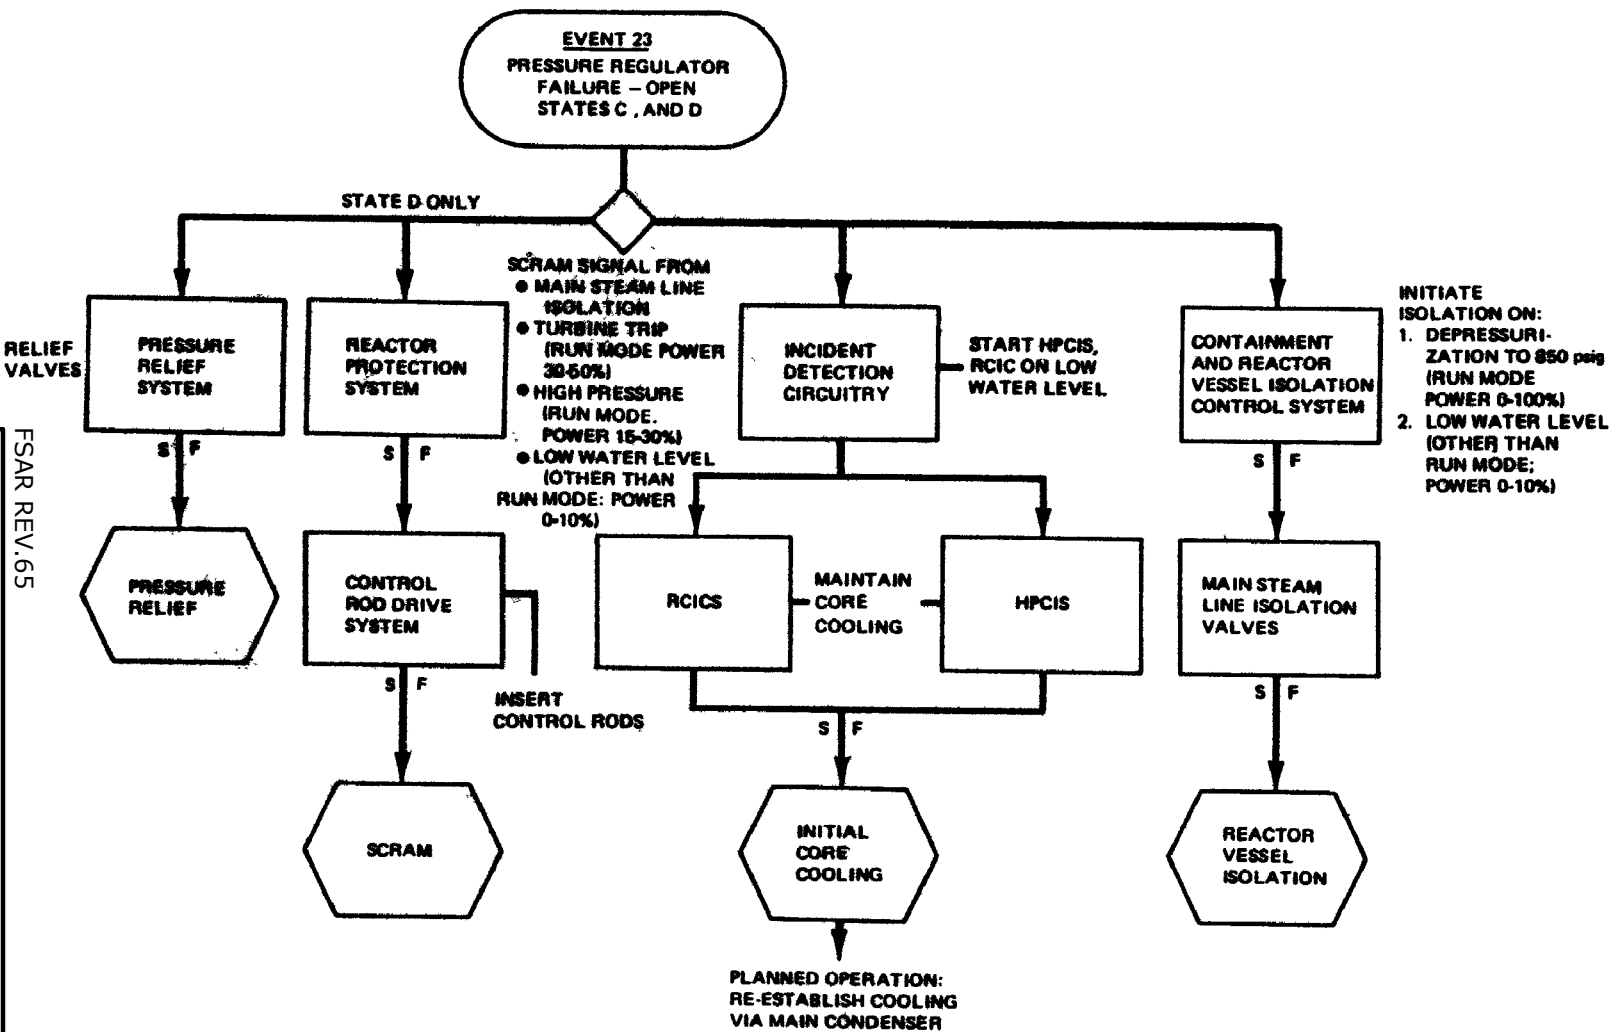 EVENT 23
PRESSURE REGULATOR
FAILURE – OPEN
STATES C , AND D
STATE D ONLY
RELIEF
VALVES
PRESSURE
RELIEF
SYSTEM
S F
PRESSURE
RELIEF
REACTOR
PROTECTION
SYSTEM
S F
SCRAM SIGNAL FROM
● MAIN STEAM LINE
ISOLATION
● TURBINE TRIP
(RUN MODE POWER
30-50%)
● HIGH PRESSURE
(RUN MODE.
POWER 15-30%)
● LOW WATER LEVEL
(OTHER THAN
RUN MODE: POWER
0-10%)
CONTROL
ROD DRIVE
SYSTEM
INSERT
CONTROL RODS
S F
SCRAM
INCIDENT
DETECTION
CIRCUITRY
START HPCIS,
RCIC ON LOW
WATER LEVEL
RCICS
MAINTAIN
CORE
COOLING
HPCIS
S F
INITIAL
CORE
COOLING
PLANNED OPERATION:
RE-ESTABLISH COOLING
VIA MAIN CONDENSER
CONTAINMENT
AND REACTOR
VESSEL ISOLATION
CONTROL SYSTEM
INITIATE
ISOLATION ON:
1. DEPRESSURI-
ZATION TO 850 psig
(RUN MODE
POWER 0-100%)
2. LOW WATER LEVEL
(OTHER THAN
RUN MODE;
POWER 0-10%)
S F
MAIN STEAM
LINE ISOLATION
VALVES
S F
REACTOR
VESSEL
ISOLATION
FSAR REV.65